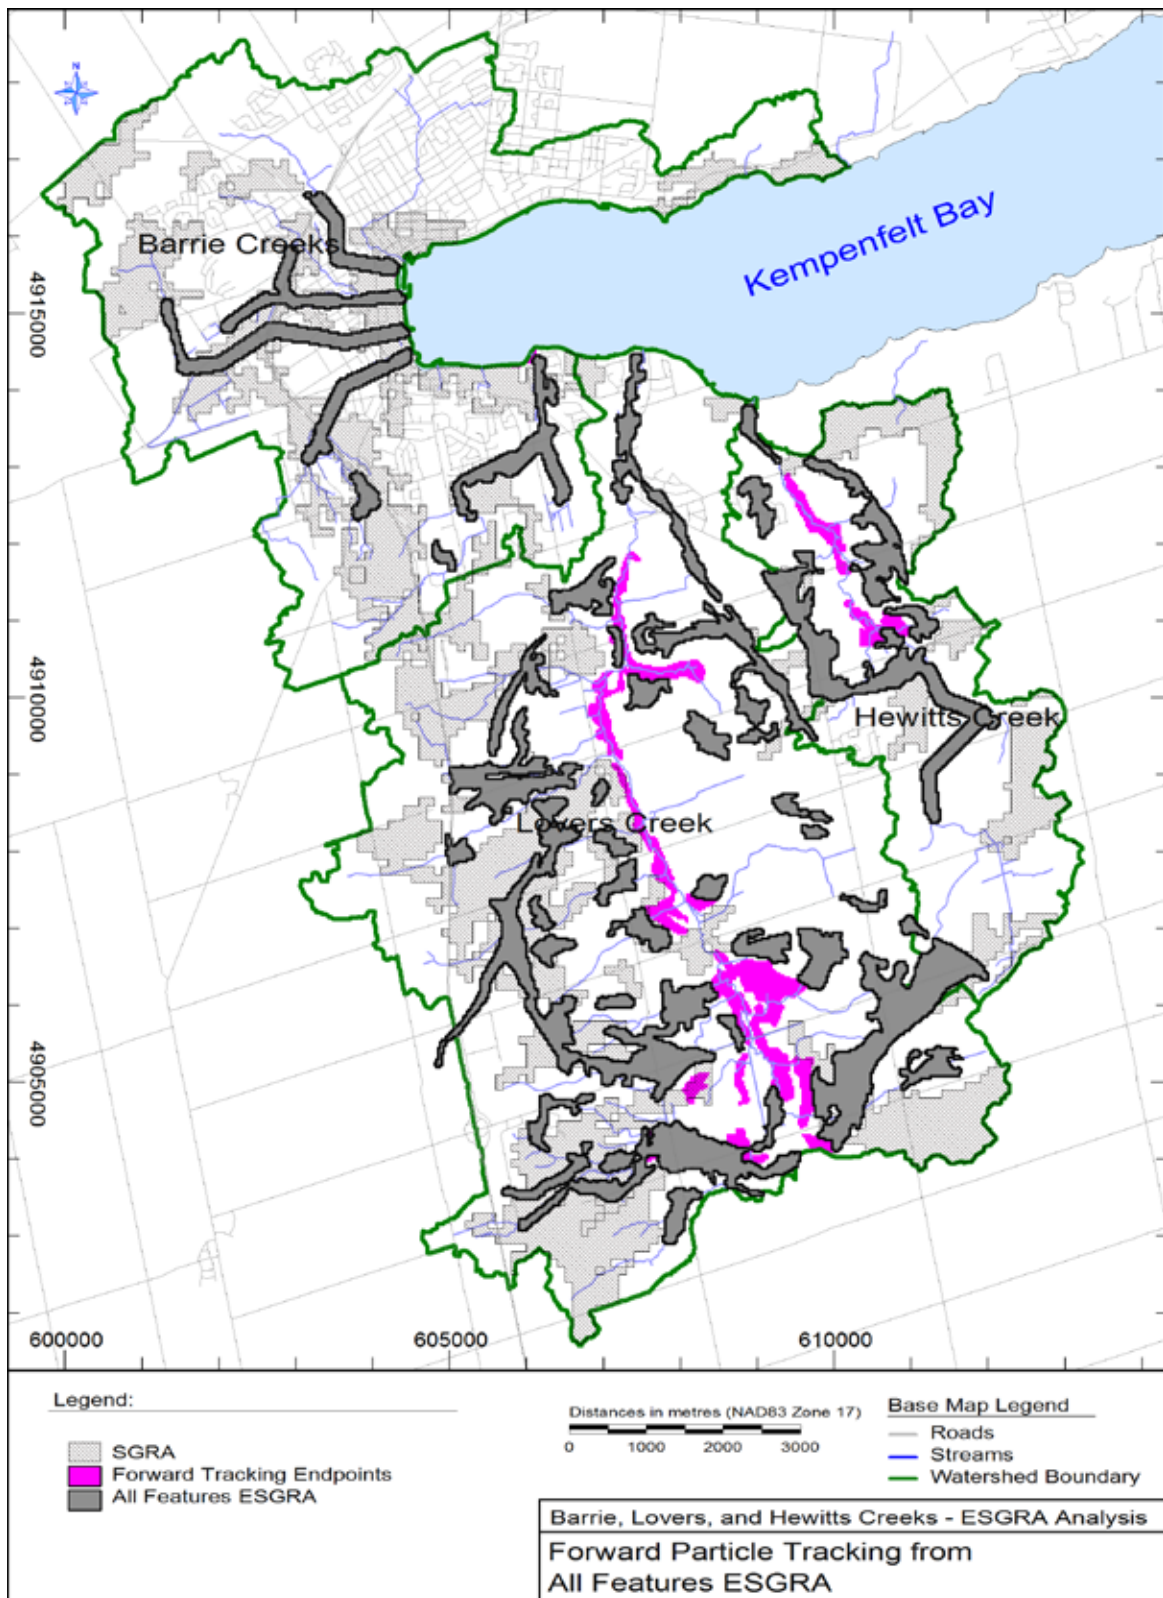 N
Barrie Creeks
Kempenfelt Bay
4915000
4910000
Hewitts Creek
Lovers Creek
4905000
600000
605000
610000
Legend:
SGRA
Forward Tracking Endpoints
All Features ESGRA
Distances in metres (NAD83 Zone 17)
0 1000 2000 3000
Base Map Legend
Roads
Streams
Watershed Boundary
Barrie, Lovers, and Hewitts Creeks - ESGRA Analysis
Forward Particle Tracking from
All Features ESGRA